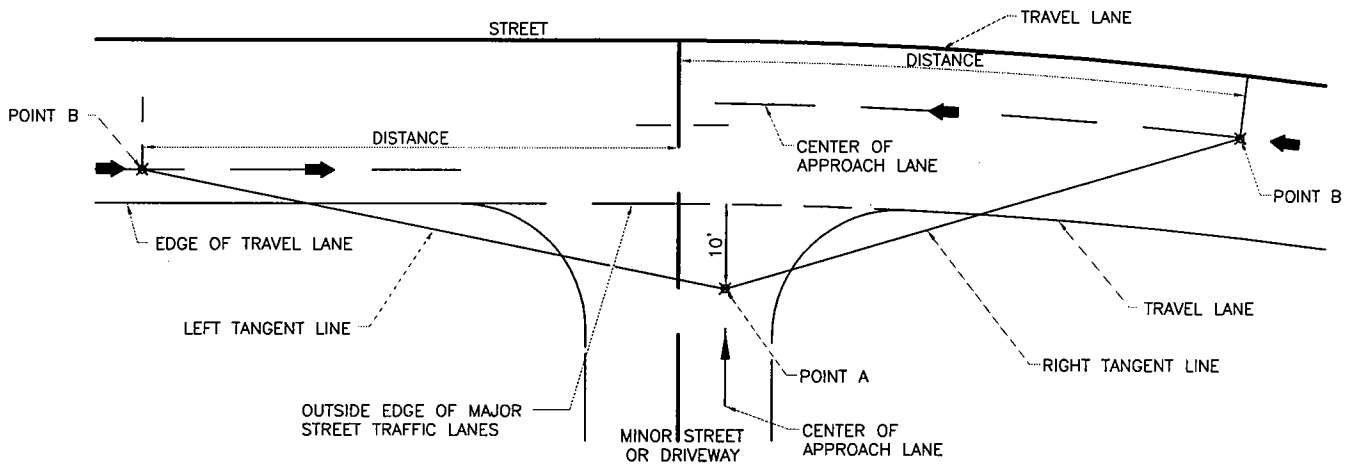 TRAVEL LANE
STREET
DISTANCE
POINT B
DISTANCE
CENTER OF
APPROACH LANE
POINT B
EDGE OF TRAVEL LANE
10'
LEFT TANGENT LINE
TRAVEL LANE
RIGHT TANGENT LINE
POINT A
OUTSIDE EDGE OF MAJOR
STREET TRAFFIC LANES
MINOR STREET
OR DRIVEWAY
CENTER OF
APPROACH LANE